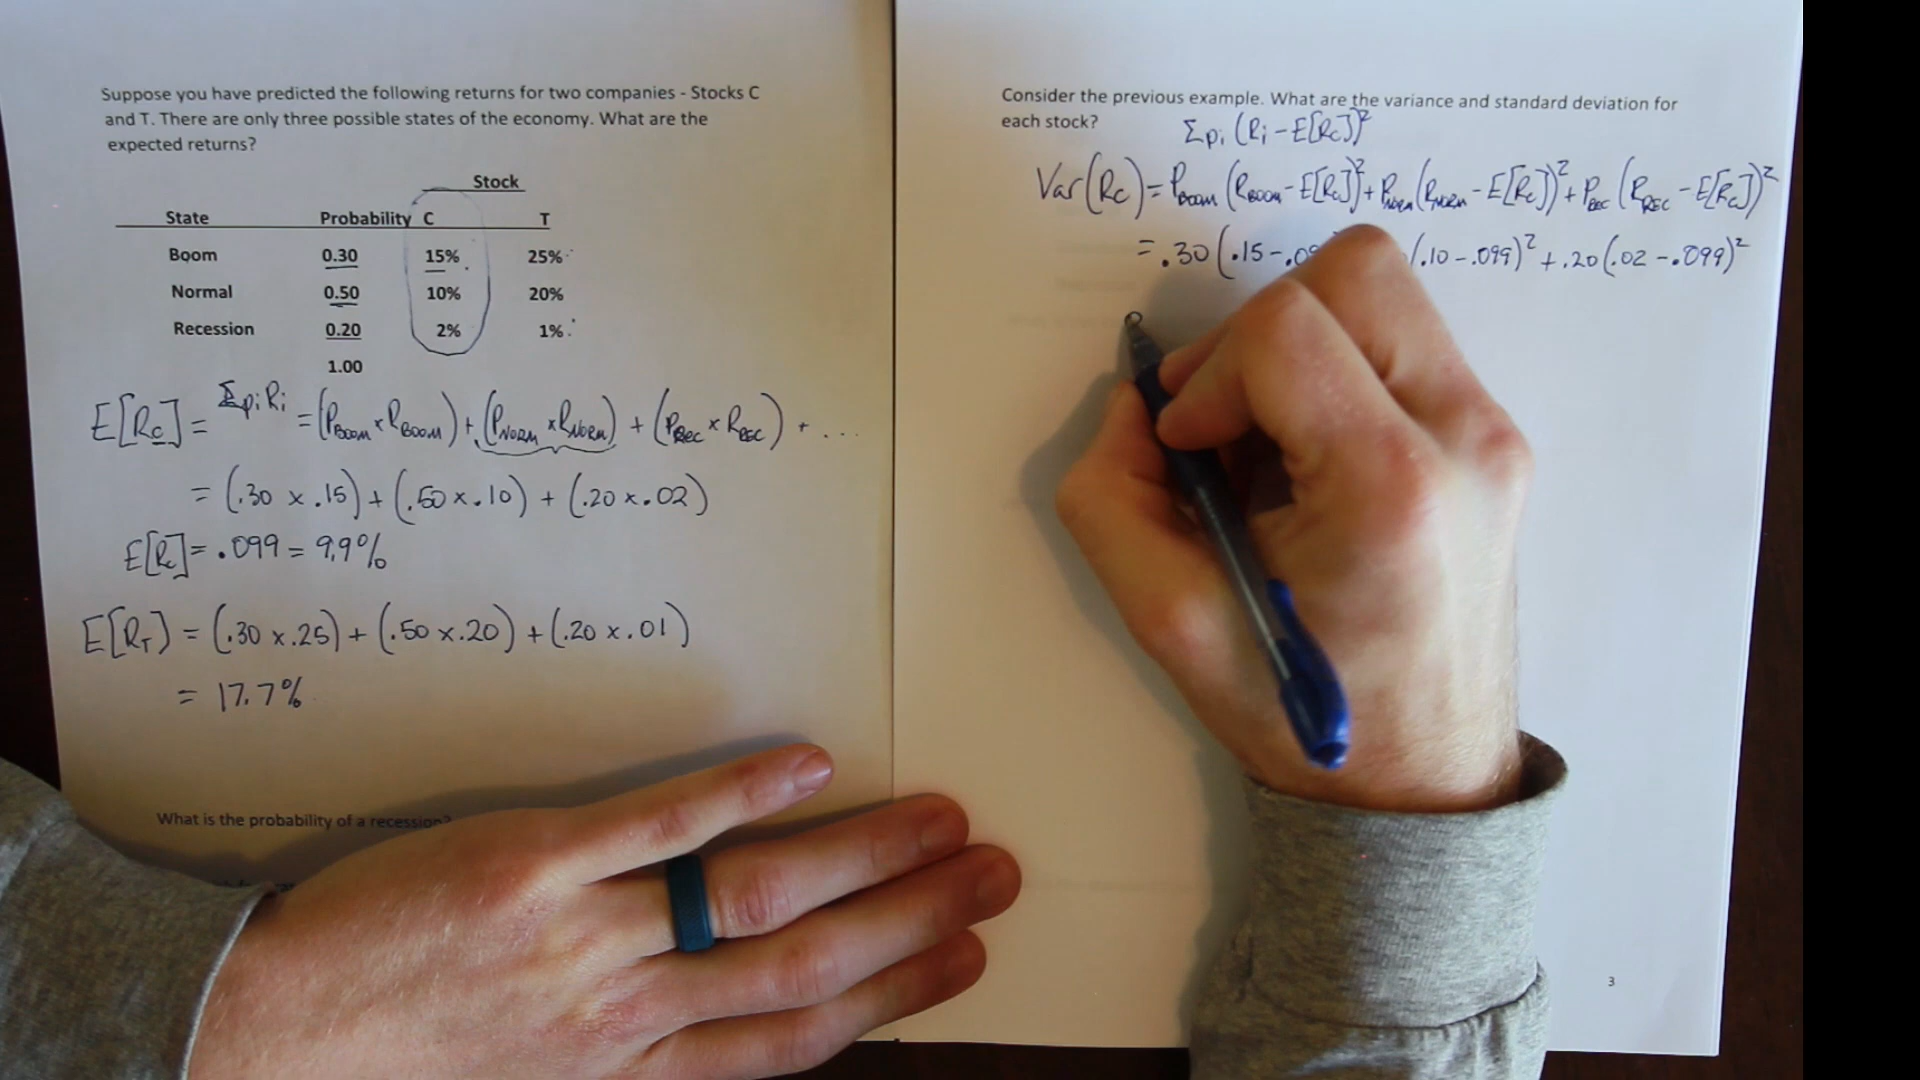 Suppose you have predicted the following returns for two companies - Stocks C
and T. There are only three possible states of the economy. What are the
expected returns?
Stock
State Probability C T
Boom 0.30 15% 25%
Normal 0.50 10% 20%
Recession 0.20 2% 1%
1.00
E[Rc] = Σpi Ri = (PBOOM × RBOOM) + (PNORM × RNORM) + (PREC × RREC) + ...
= (.30 × .15) + (.50 × .10) + (.20 × .02)
E[Rc] = .099 = 9.9%
E[RT) = (.30 × .25) + (.50 × .20) + (.20 × .01)
= 17.7%
What is the probability of a recession?
Consider the previous example. What are the variance and standard deviation for
each stock?
Σpi (Ri - E[Rc])²
Var(Rc) = PBOOM (RBOOM - E[Rc])² + PNORM (RNORM - E[Rc])² + PREC (RREC - E[Rc])²
= .30 (.15 - .09 (.10 - .099)² + .20 (.02 - .099)²
3